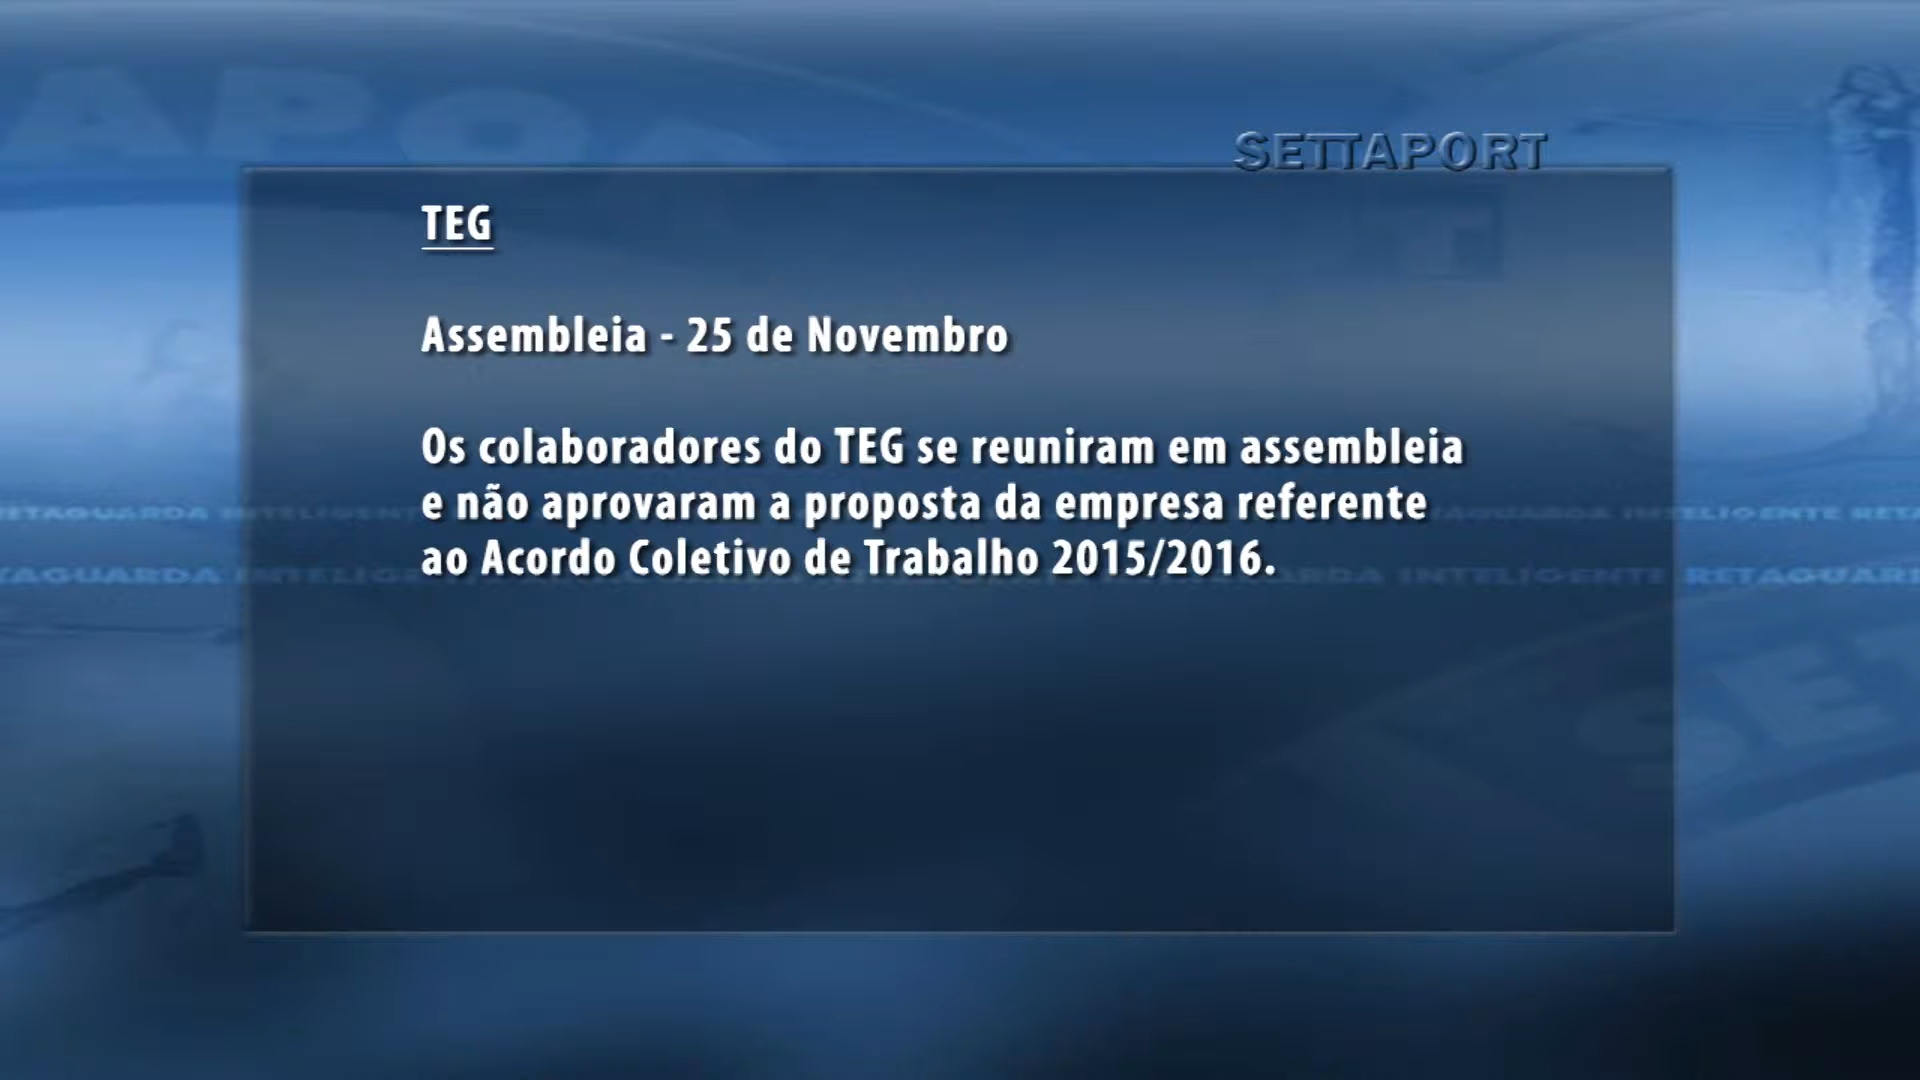 SETTAPORT
TEG
Assembleia - 25 de Novembro
Os colaboradores do TEG se reuniram em assembleia
e não aprovaram a proposta da empresa referente
ao Acordo Coletivo de Trabalho 2015/2016.